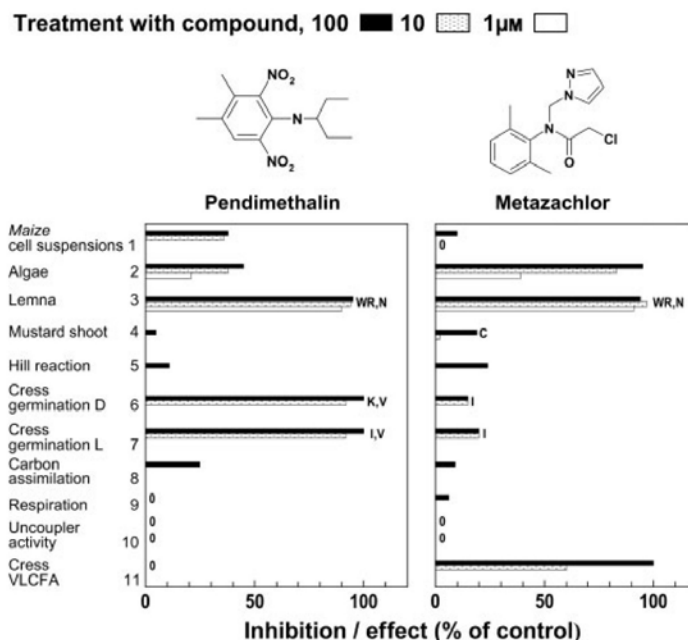 Treatment with compound, 100 10 1µM
NO₂
N
NO₂
N
N
N
Cl
O
Pendimethalin
Metazachlor
Maize
cell suspensions 1
0
Algae 2
Lemna 3 WR,N WR,N
Mustard shoot 4 C
Hill reaction 5
Cress
germination D 6 K,V I
Cress
germination L 7 I,V I
Carbon
assimilation 8
Respiration 9 0
0 0
Uncoupler
activity 10 0 0
Cress
VLCFA 11 0
0 50 100 0 50 100
Inhibition / effect (% of control)